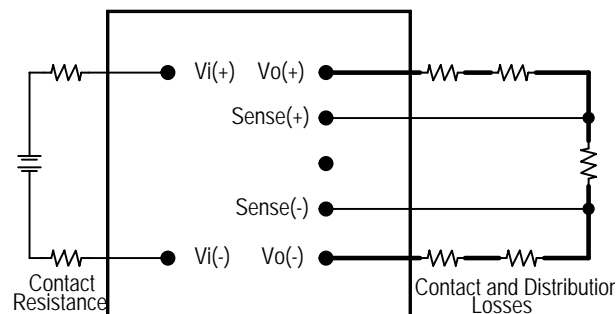 Vi(+) Vo(+)
Sense(+)
Sense(-)
Vi(-) Vo(-)
Contact
Resistance
Contact and Distribution
Losses